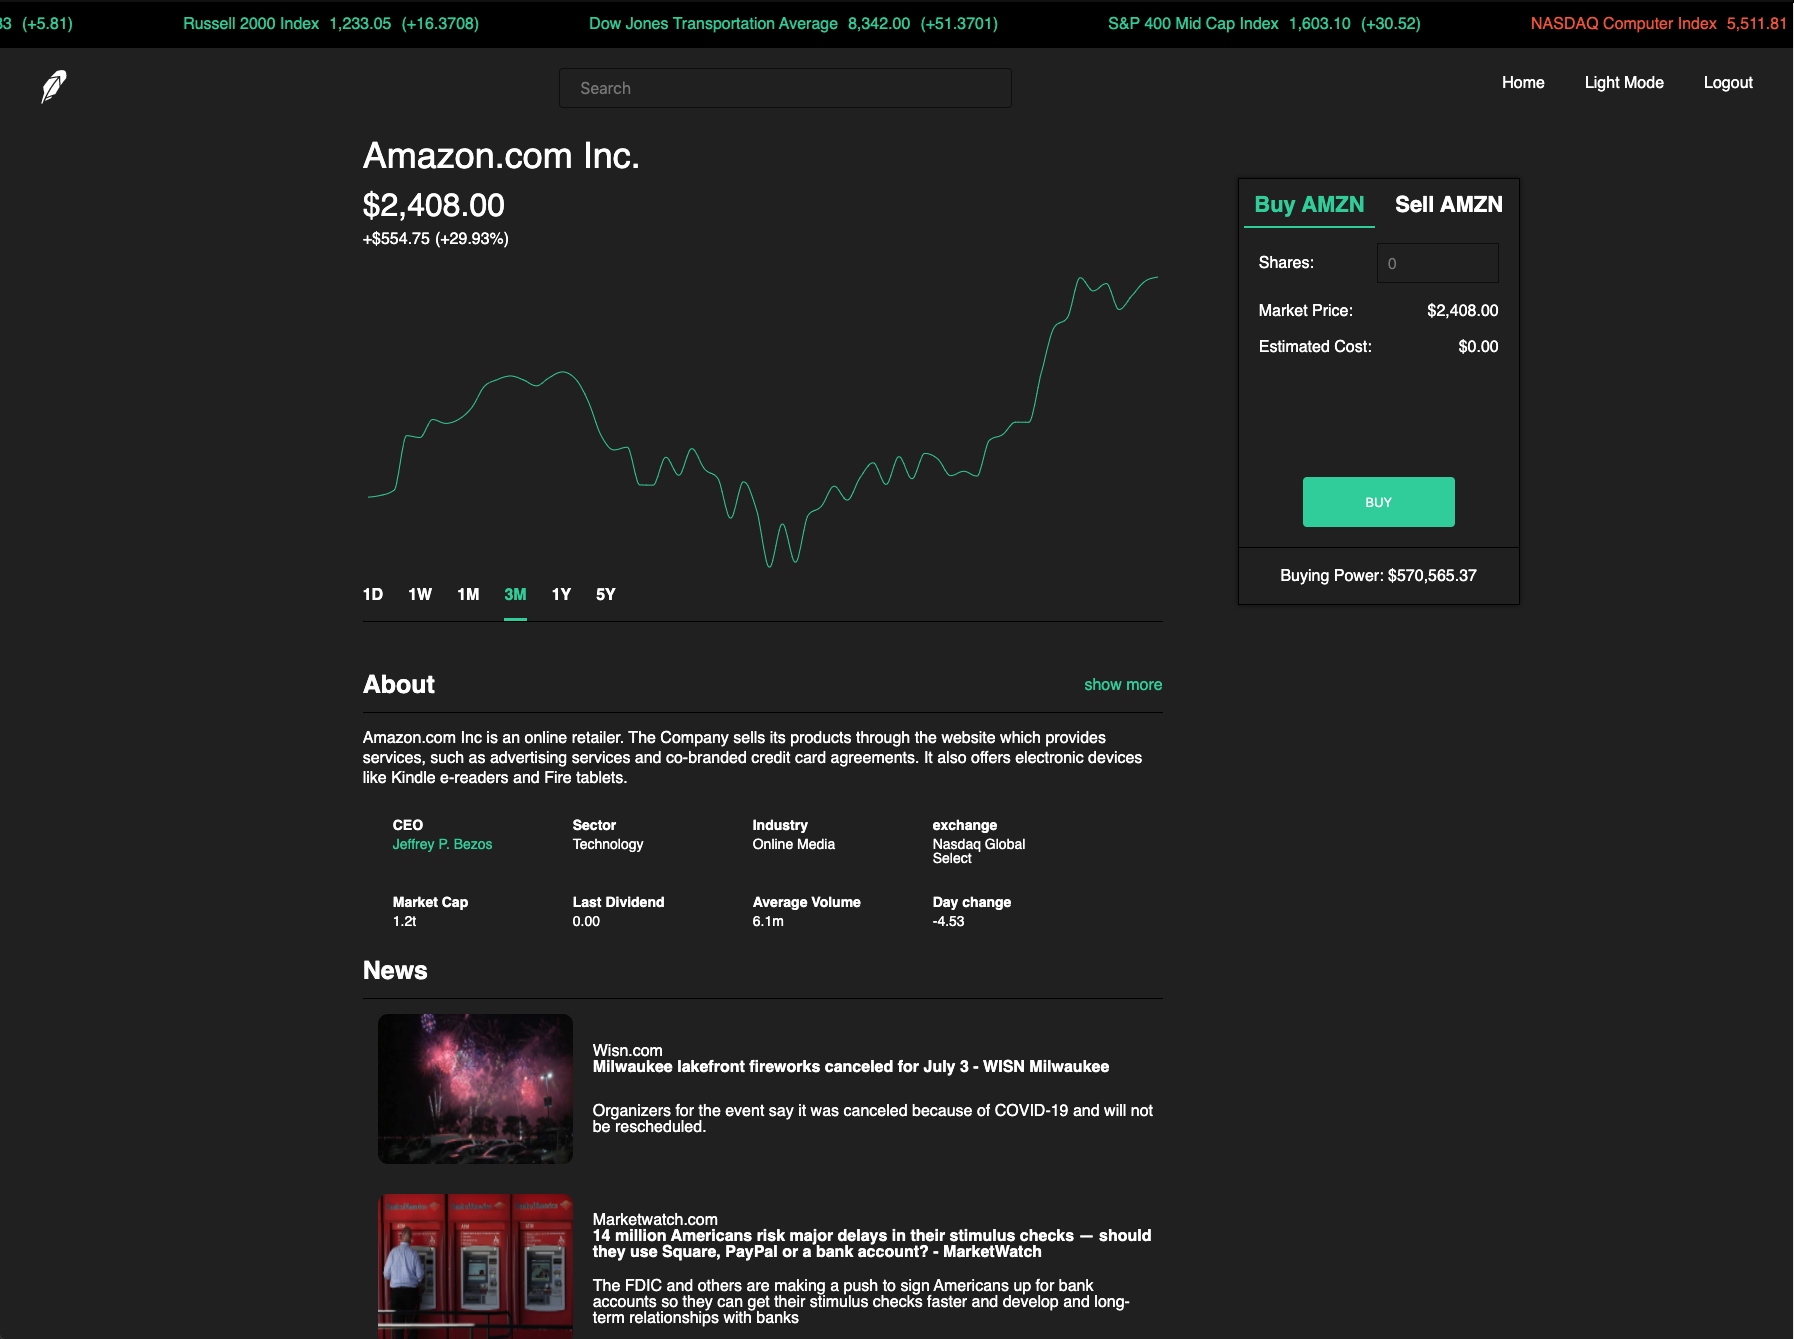 33 (+5.81) Russell 2000 Index 1,233.05 (+16.3708) Dow Jones Transportation Average 8,342.00 (+51.3701) S&P 400 Mid Cap Index 1,603.10 (+30.52) NASDAQ Computer Index 5,511.81
Search
Home Light Mode Logout
Amazon.com Inc.
$2,408.00
+$554.75 (+29.93%)
Buy AMZN Sell AMZN
Shares: 0
Market Price: $2,408.00
Estimated Cost: $0.00
BUY
Buying Power: $570,565.37
1D 1W 1M 3M 1Y 5Y
About show more
Amazon.com Inc is an online retailer. The Company sells its products through the website which provides
services, such as advertising services and co-branded credit card agreements. It also offers electronic devices
like Kindle e-readers and Fire tablets.
CEO Sector Industry exchange
Jeffrey P. Bezos Technology Online Media Nasdaq Global
Select
Market Cap Last Dividend Average Volume Day change
1.2t 0.00 6.1m -4.53
News
Wisn.com
Milwaukee lakefront fireworks canceled for July 3 - WISN Milwaukee
Organizers for the event say it was canceled because of COVID-19 and will not
be rescheduled.
Marketwatch.com
14 million Americans risk major delays in their stimulus checks — should
they use Square, PayPal or a bank account? - MarketWatch
The FDIC and others are making a push to sign Americans up for bank
accounts so they can get their stimulus checks faster and develop and long-
term relationships with banks